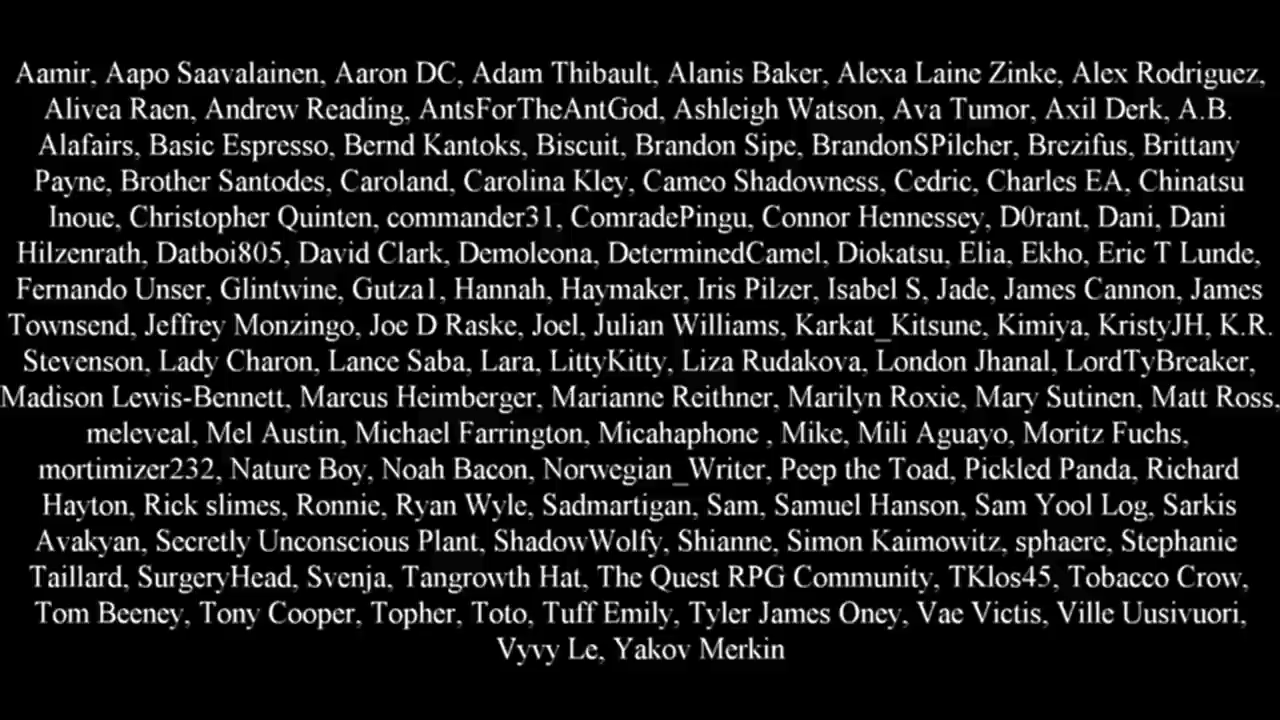 Aamir, Aapo Saavalainen, Aaron DC, Adam Thibault, Alanis Baker, Alexa Laine Zinke, Alex Rodriguez,
Alivea Raen, Andrew Reading, AntsForTheAntGod, Ashleigh Watson, Ava Tumor, Axil Derk, A.B.
Alafairs, Basic Espresso, Bernd Kantoks, Biscuit, Brandon Sipe, BrandonSPilcher, Brezifus, Brittany
Payne, Brother Santodes, Caroland, Carolina Kley, Cameo Shadowness, Cedric, Charles EA, Chinatsu
Inoue, Christopher Quinten, commander31, ComradePingu, Connor Hennessey, D0rant, Dani, Dani
Hilzenrath, Datboi805, David Clark, Demoleona, DeterminedCamel, Diokatsu, Elia, Ekho, Eric T Lunde,
Fernando Unser, Glintwine, Gutza1, Hannah, Haymaker, Iris Pilzer, Isabel S, Jade, James Cannon, James
Townsend, Jeffrey Monzingo, Joe D Raske, Joel, Julian Williams, Karkat_Kitsune, Kimiya, KristyJH, K.R.
Stevenson, Lady Charon, Lance Saba, Lara, LittyKitty, Liza Rudakova, London Jhanal, LordTyBreaker,
Madison Lewis-Bennett, Marcus Heimberger, Marianne Reithner, Marilyn Roxie, Mary Sutinen, Matt Ross.
meleveal, Mel Austin, Michael Farrington, Micahaphone , Mike, Mili Aguayo, Moritz Fuchs,
mortimizer232, Nature Boy, Noah Bacon, Norwegian_Writer, Peep the Toad, Pickled Panda, Richard
Hayton, Rick slimes, Ronnie, Ryan Wyle, Sadmartigan, Sam, Samuel Hanson, Sam Yool Log, Sarkis
Avakyan, Secretly Unconscious Plant, ShadowWolfy, Shianne, Simon Kaimowitz, sphaere, Stephanie
Taillard, SurgeryHead, Svenja, Tangrowth Hat, The Quest RPG Community, TKlos45, Tobacco Crow,
Tom Beeney, Tony Cooper, Topher, Toto, Tuff Emily, Tyler James Oney, Vae Victis, Ville Uusivuori,
Vyvy Le, Yakov Merkin